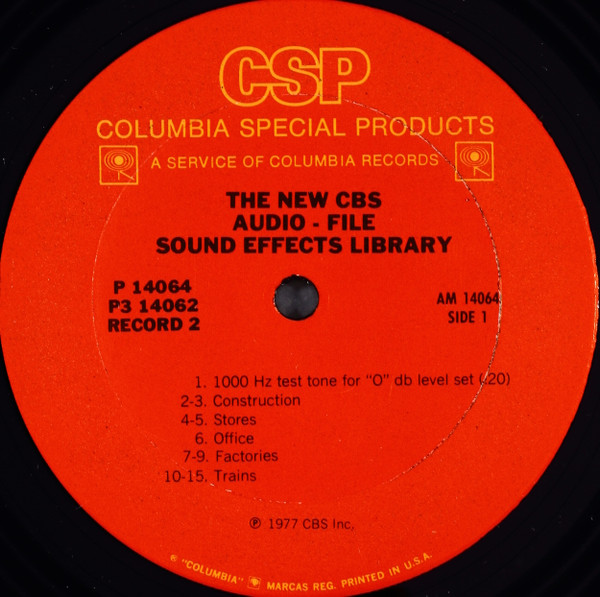 CSP
COLUMBIA SPECIAL PRODUCTS
A SERVICE OF COLUMBIA RECORDS
THE NEW CBS
AUDIO - FILE
SOUND EFFECTS LIBRARY
P 14064
P3 14062
RECORD 2
AM 14064
SIDE 1
1. 1000 Hz test tone for "O" db level set (:20)
2-3. Construction
4-5. Stores
6. Office
7-9. Factories
10-15. Trains
℗ 1977 CBS Inc.
® "COLUMBIA" MARCAS REG. PRINTED IN U.S.A.